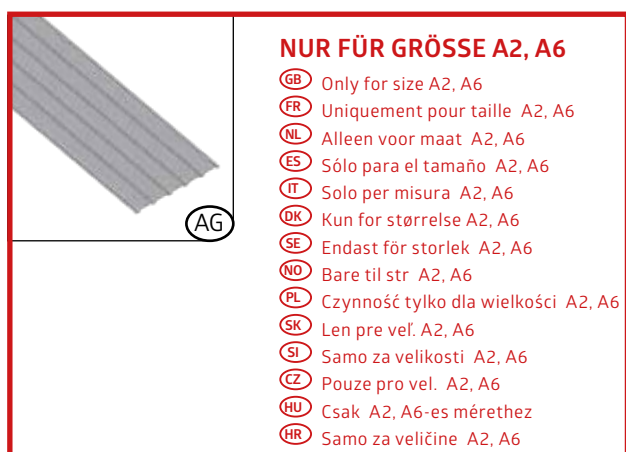 AG
NUR FÜR GRÖSSE A2, A6
GB Only for size A2, A6
FR Uniquement pour taille A2, A6
NL Alleen voor maat A2, A6
ES Sólo para el tamaño A2, A6
IT Solo per misura A2, A6
DK Kun for størrelse A2, A6
SE Endast för storlek A2, A6
NO Bare til str A2, A6
PL Czynność tylko dla wielkości A2, A6
SK Len pre veľ. A2, A6
SI Samo za velikosti A2, A6
CZ Pouze pro vel. A2, A6
HU Csak A2, A6-es mérethez
HR Samo za veličine A2, A6